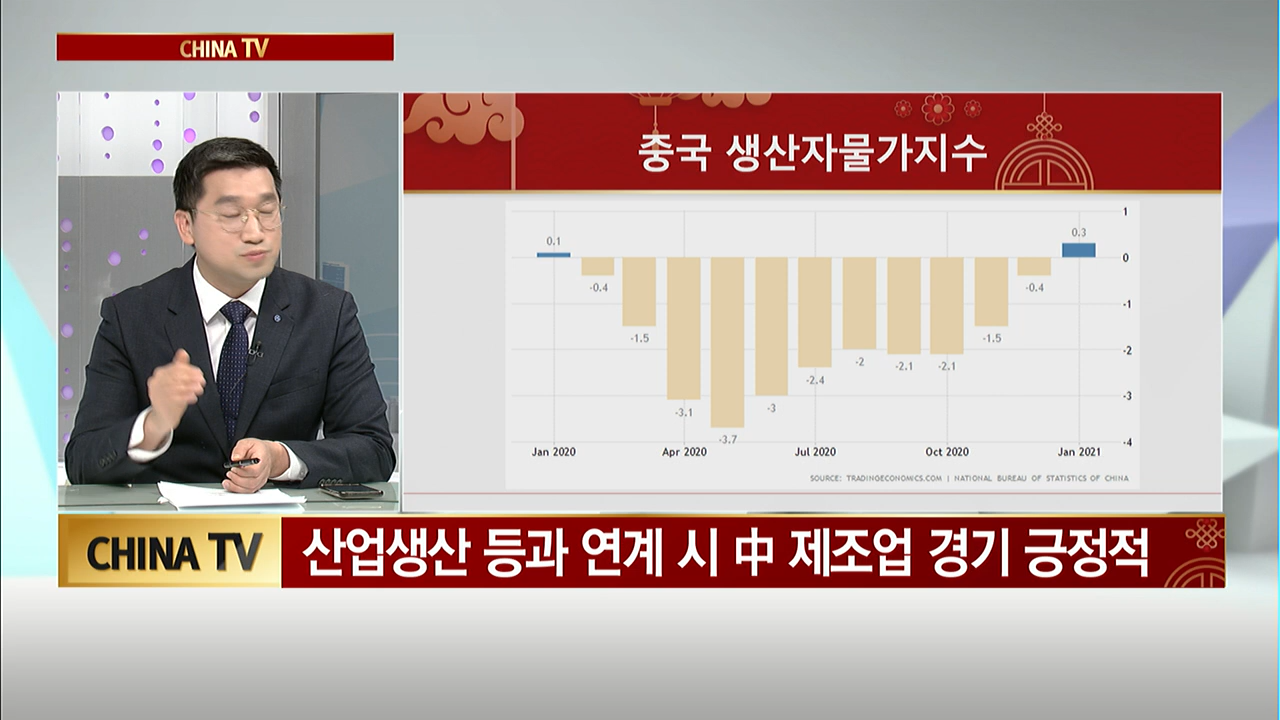 CHINA TV
중국 생산자물가지수
1
0.1
0.3
0
-0.4
-0.4
-1
-1.5
-1.5
-2
-2
-2.1
-2.1
-2.4
-3
-3
-3.1
-3.7
-4
Jan 2020
Apr 2020
Jul 2020
Oct 2020
Jan 2021
SOURCE: TRADINGECONOMICS.COM | NATIONAL BUREAU OF STATISTICS OF CHINA
CHINA TV
산업생산 등과 연계 시 中 제조업 경기 긍정적